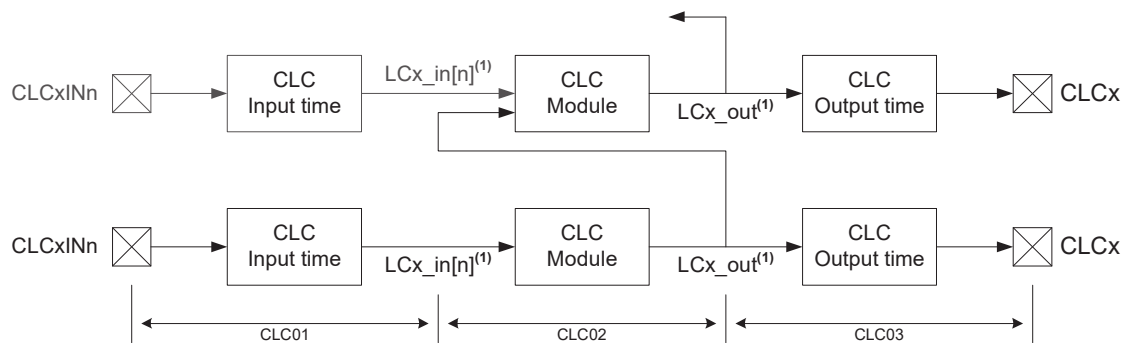 CLCxINn
CLC
Input time
LCx_in[n](1)
CLC
Module
LCx_out(1)
CLC
Output time
CLCx
CLCxINn
CLC
Input time
LCx_in[n](1)
CLC
Module
LCx_out(1)
CLC
Output time
CLCx
CLC01
CLC02
CLC03